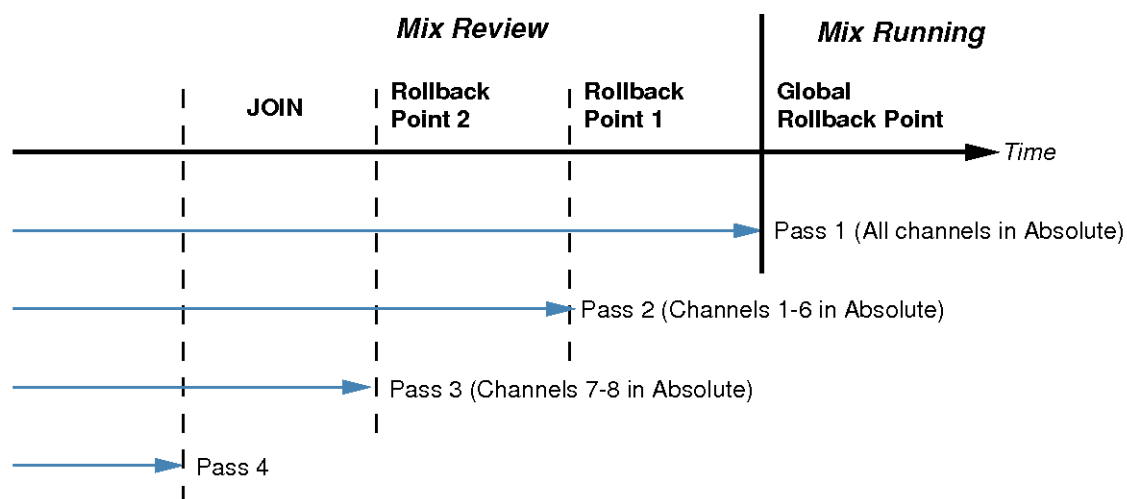 Mix Review
Mix Running
JOIN
Rollback
Point 2
Rollback
Point 1
Global
Rollback Point
Time
Pass 1 (All channels in Absolute)
Pass 2 (Channels 1-6 in Absolute)
Pass 3 (Channels 7-8 in Absolute)
Pass 4